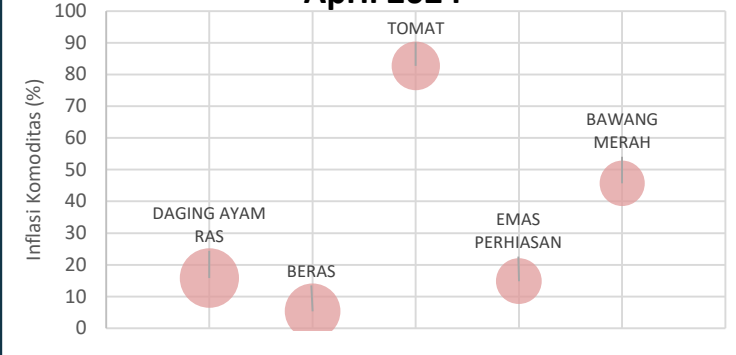 April 2024
Inflasi Komoditas (%)
100
90
80
70
60
50
40
30
20
10
0
TOMAT
BAWANG
MERAH
DAGING AYAM
RAS
EMAS
PERHIASAN
BERAS